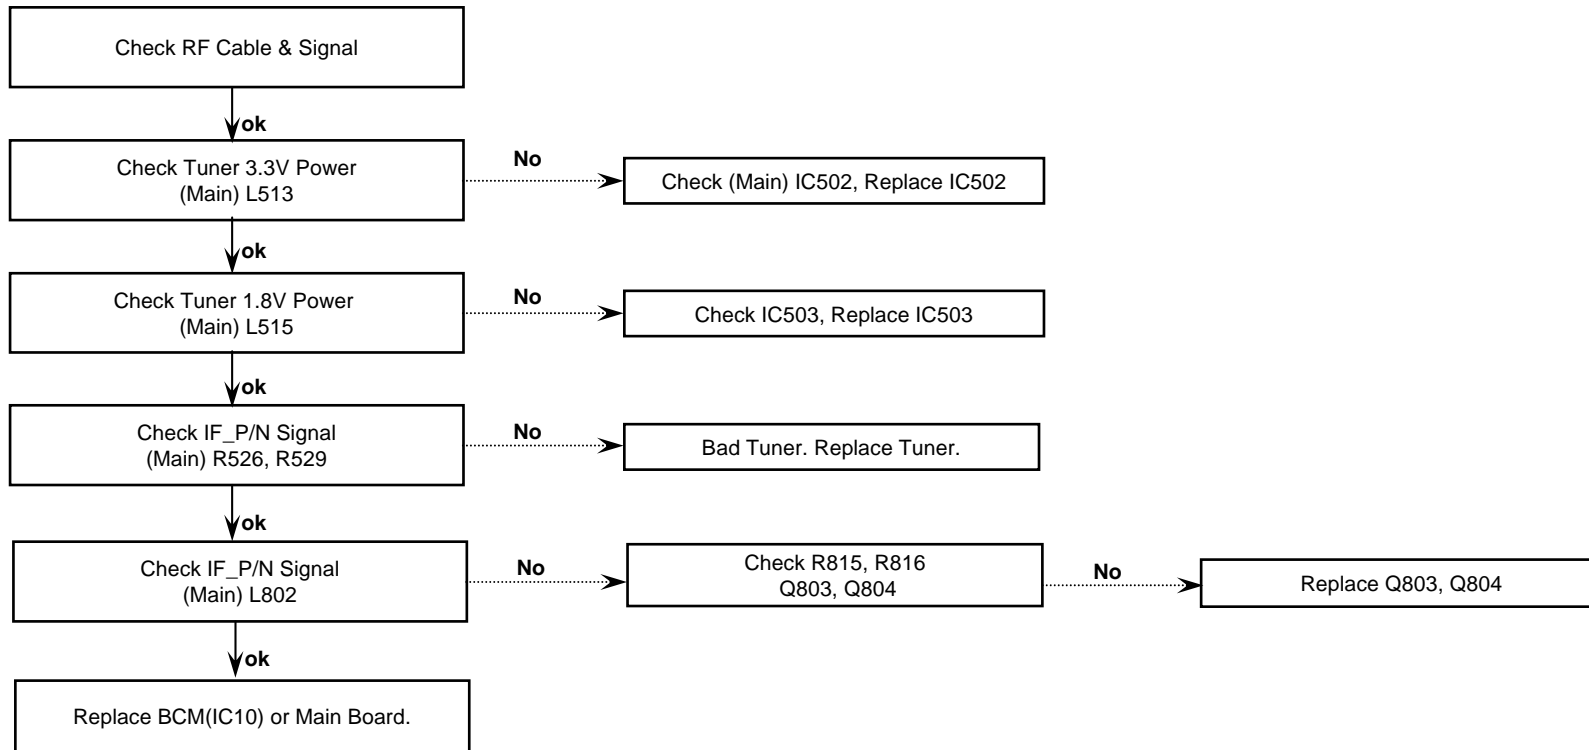 Check RF Cable & Signal
ok
Check Tuner 3.3V Power
(Main) L513
No
Check (Main) IC502, Replace IC502
ok
Check Tuner 1.8V Power
(Main) L515
No
Check IC503, Replace IC503
ok
Check IF_P/N Signal
(Main) R526, R529
No
Bad Tuner. Replace Tuner.
ok
Check IF_P/N Signal
(Main) L802
No
Check R815, R816
Q803, Q804
No
Replace Q803, Q804
ok
Replace BCM(IC10) or Main Board.